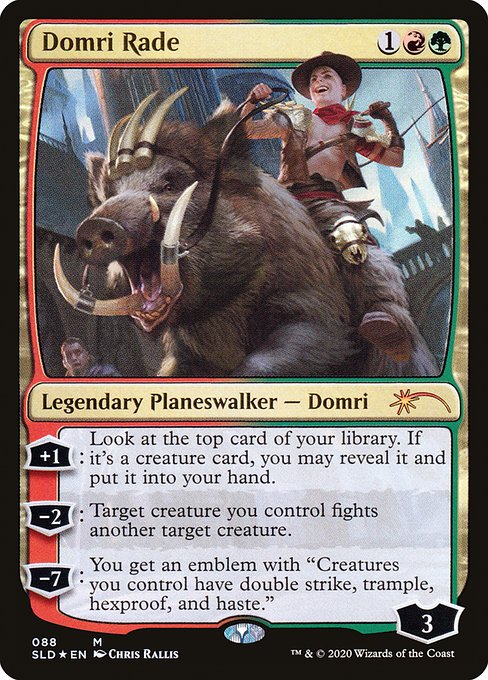 Domri Rade 1
Legendary Planeswalker — Domri
+1: Look at the top card of your library. If
it's a creature card, you may reveal it and
put it into your hand.
−2: Target creature you control fights
another target creature.
−7: You get an emblem with “Creatures
you control have double strike, trample,
hexproof, and haste.”
3
088 M
SLD ★ EN Chris Rallis
™ & © 2020 Wizards of the Coast